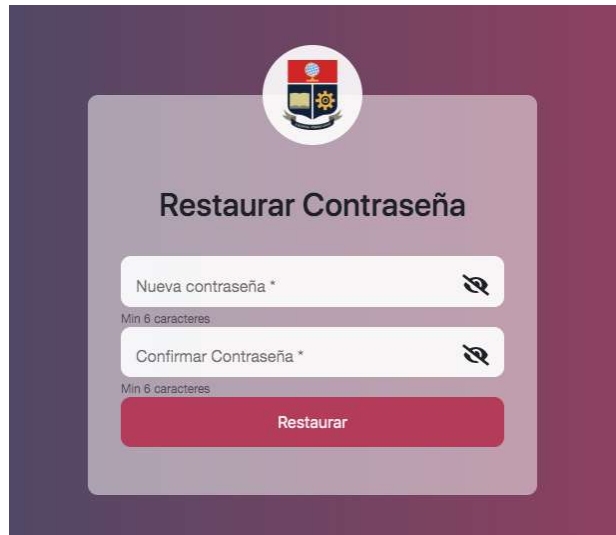 Restaurar Contraseña
Nueva contraseña *
Min 6 caracteres
Confirmar Contraseña *
Min 6 caracteres
Restaurar